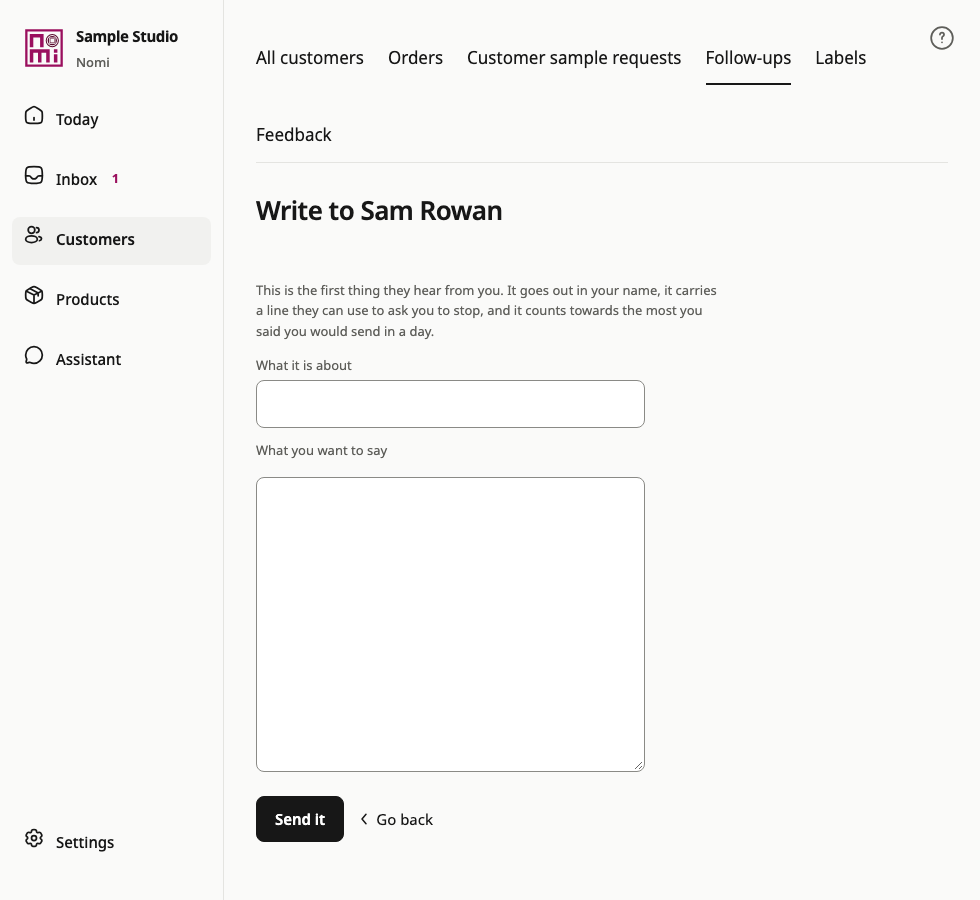 nomi
Sample Studio
Nomi
Today
Inbox 1
Customers
Products
Assistant
Settings
All customers Orders Customer sample requests Follow-ups Labels
?
Feedback
Write to Sam Rowan
This is the first thing they hear from you. It goes out in your name, it carries
a line they can use to ask you to stop, and it counts towards the most you
said you would send in a day.
What it is about
What you want to say
Send it
Go back